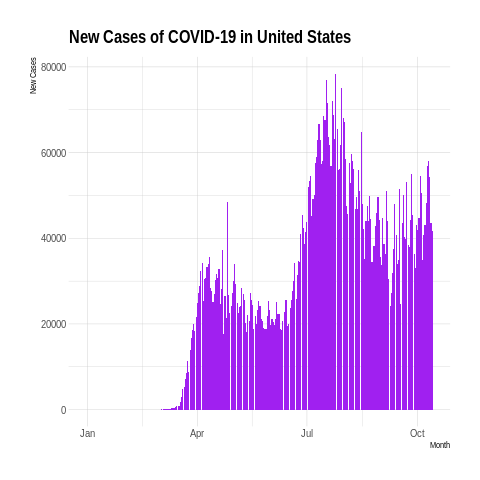 New Cases of COVID-19 in United States
New Cases
80000
60000
40000
20000
0
Jan Apr Jul Oct
Month